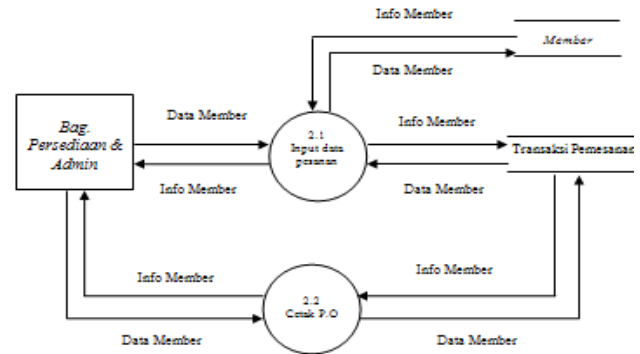 Info Member
Member
Data Member
Data Member
Bag.
Persediaan &
Admin
2.1
Input data
pesanan
Info Member
Transaksi Pemesanan
Info Member
Data Member
Info Member
Info Member
2.2
Cetak P.O
Data Member
Data Member